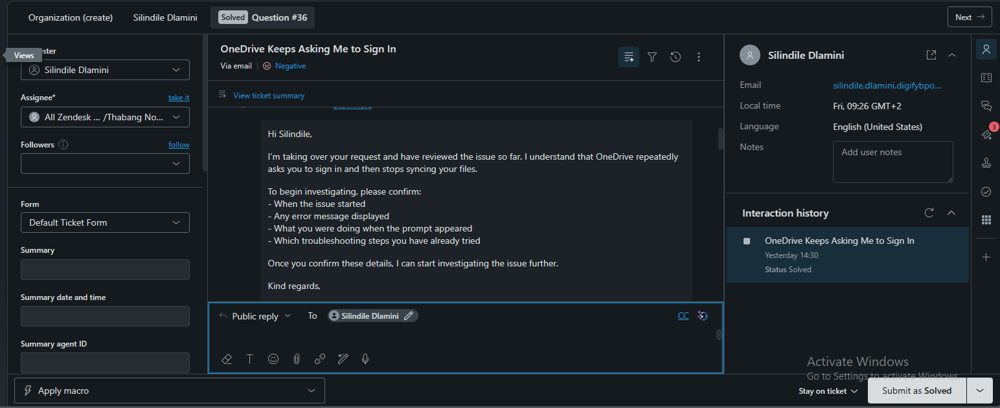 Organization (create)
Silindile Dlamini
Solved Question #36
Next
Views
Silindile Dlamini
Assignee*
take it
All Zendesk ... /Thabang No...
Followers
follow
Form
Default Ticket Form
Summary
Summary date and time
Summary agent ID
Apply macro
OneDrive Keeps Asking Me to Sign In
Via email
Negative
View ticket summary
Hi Silindile,
I'm taking over your request and have reviewed the issue so far. I understand that OneDrive repeatedly
asks you to sign in and then stops syncing your files.
To begin investigating, please confirm:
- When the issue started
- Any error message displayed
- What you were doing when the prompt appeared
- Which troubleshooting steps you have already tried
Once you confirm these details, I can start investigating the issue further.
Kind regards,
Public reply
To
Silindile Dlamini
CC
Silindile Dlamini
Email
silindile.dlamini.digifybpo...
Local time
Fri, 09:26 GMT+2
Language
English (United States)
Notes
Add user notes
Interaction history
OneDrive Keeps Asking Me to Sign In
Yesterday 14:30
Status Solved
3
Activate Windows
Go to Settings to activate Windows.
Stay on ticket
Submit as Solved